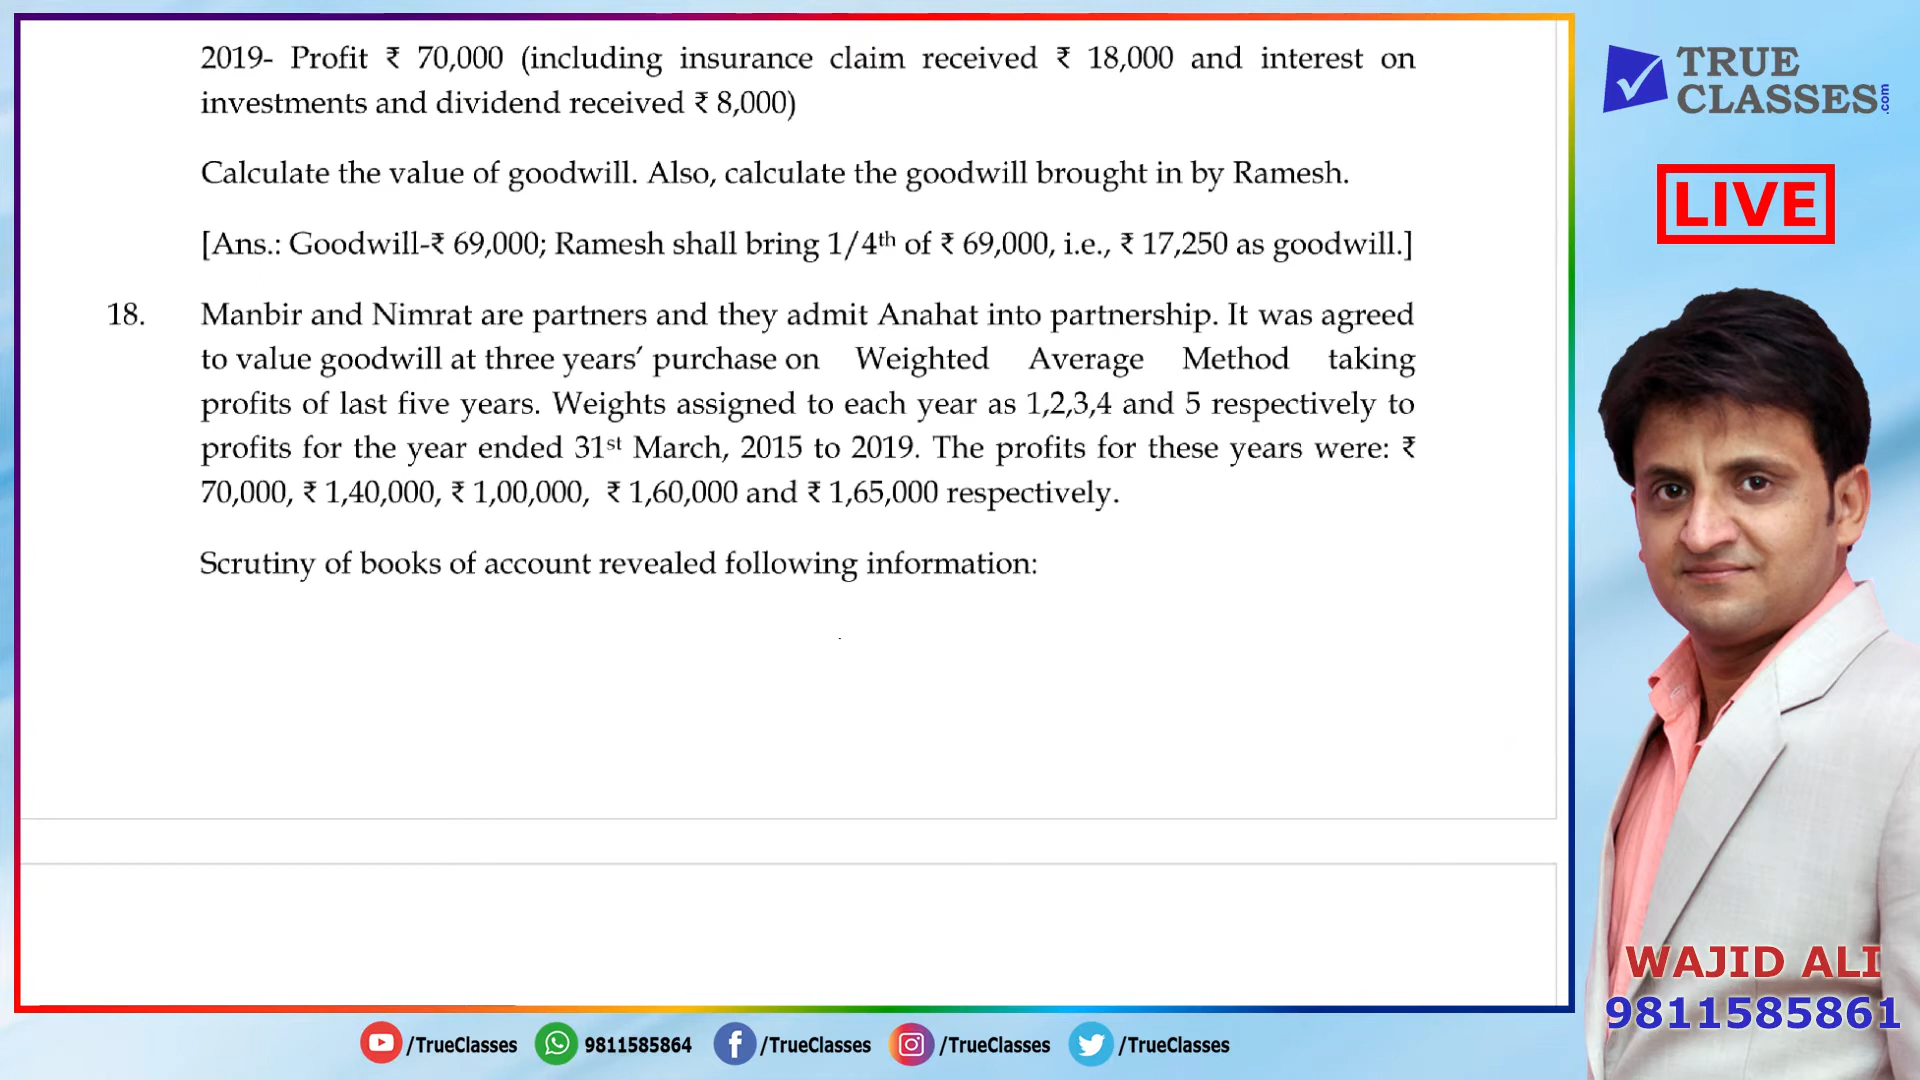 2019- Profit ₹ 70,000 (including insurance claim received ₹ 18,000 and interest on
investments and dividend received ₹ 8,000)
Calculate the value of goodwill. Also, calculate the goodwill brought in by Ramesh.
[Ans.: Goodwill-₹ 69,000; Ramesh shall bring 1/4th of ₹ 69,000, i.e., ₹ 17,250 as goodwill.]
18. Manbir and Nimrat are partners and they admit Anahat into partnership. It was agreed
to value goodwill at three years’ purchase on Weighted Average Method taking
profits of last five years. Weights assigned to each year as 1,2,3,4 and 5 respectively to
profits for the year ended 31st March, 2015 to 2019. The profits for these years were: ₹
70,000, ₹ 1,40,000, ₹ 1,00,000, ₹ 1,60,000 and ₹ 1,65,000 respectively.
Scrutiny of books of account revealed following information:
TRUE
CLASSES.com
LIVE
WAJID ALI
9811585861
/TrueClasses
9811585864
/TrueClasses
/TrueClasses
/TrueClasses